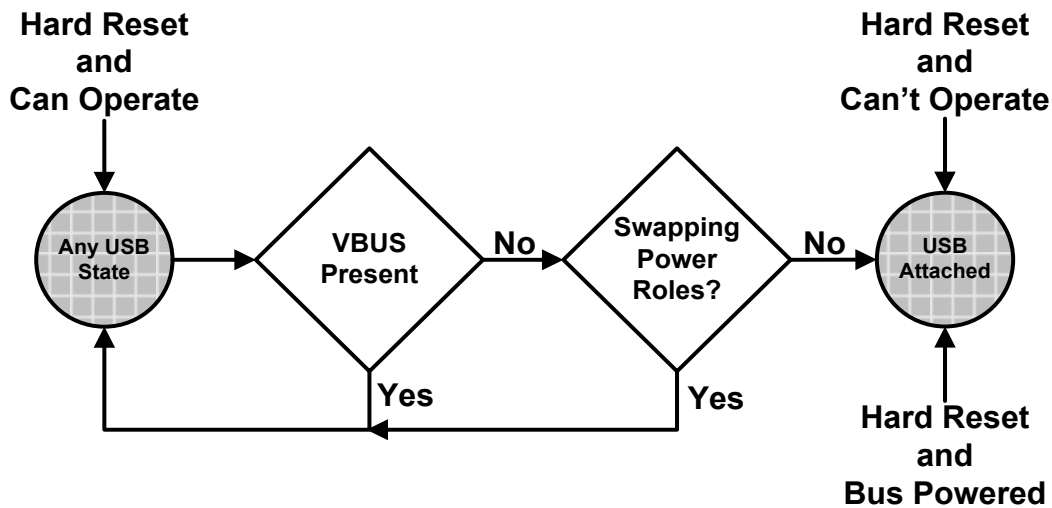 Hard Reset
and
Can Operate
Hard Reset
and
Can't Operate
Any USB
State
VBUS
Present
No
Swapping
Power
Roles?
No
USB
Attached
Yes
Yes
Hard Reset
and
Bus Powered